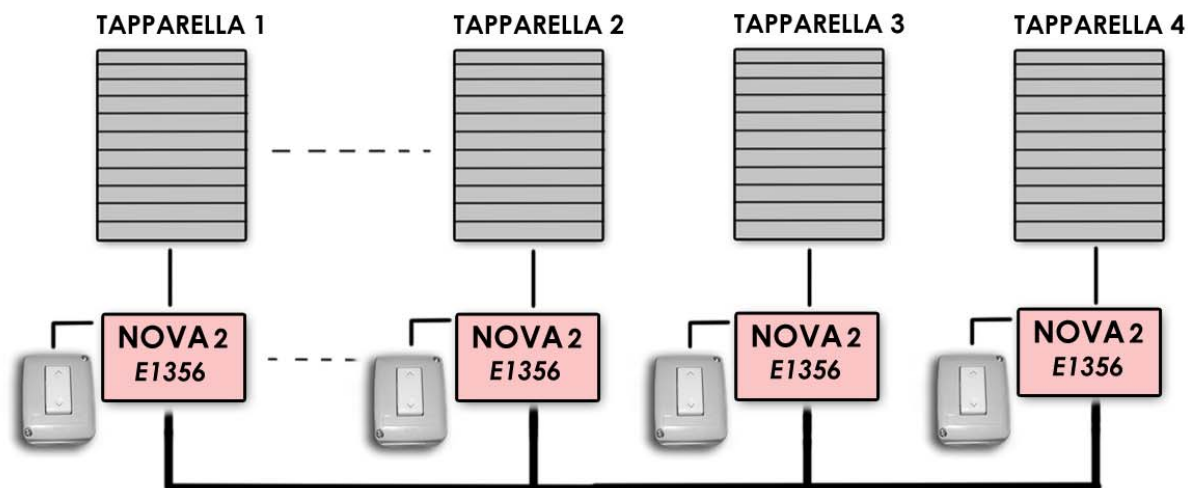 TAPPARELLA 1
TAPPARELLA 2
TAPPARELLA 3
TAPPARELLA 4
NOVA 2
E1356
NOVA 2
E1356
NOVA 2
E1356
NOVA 2
E1356